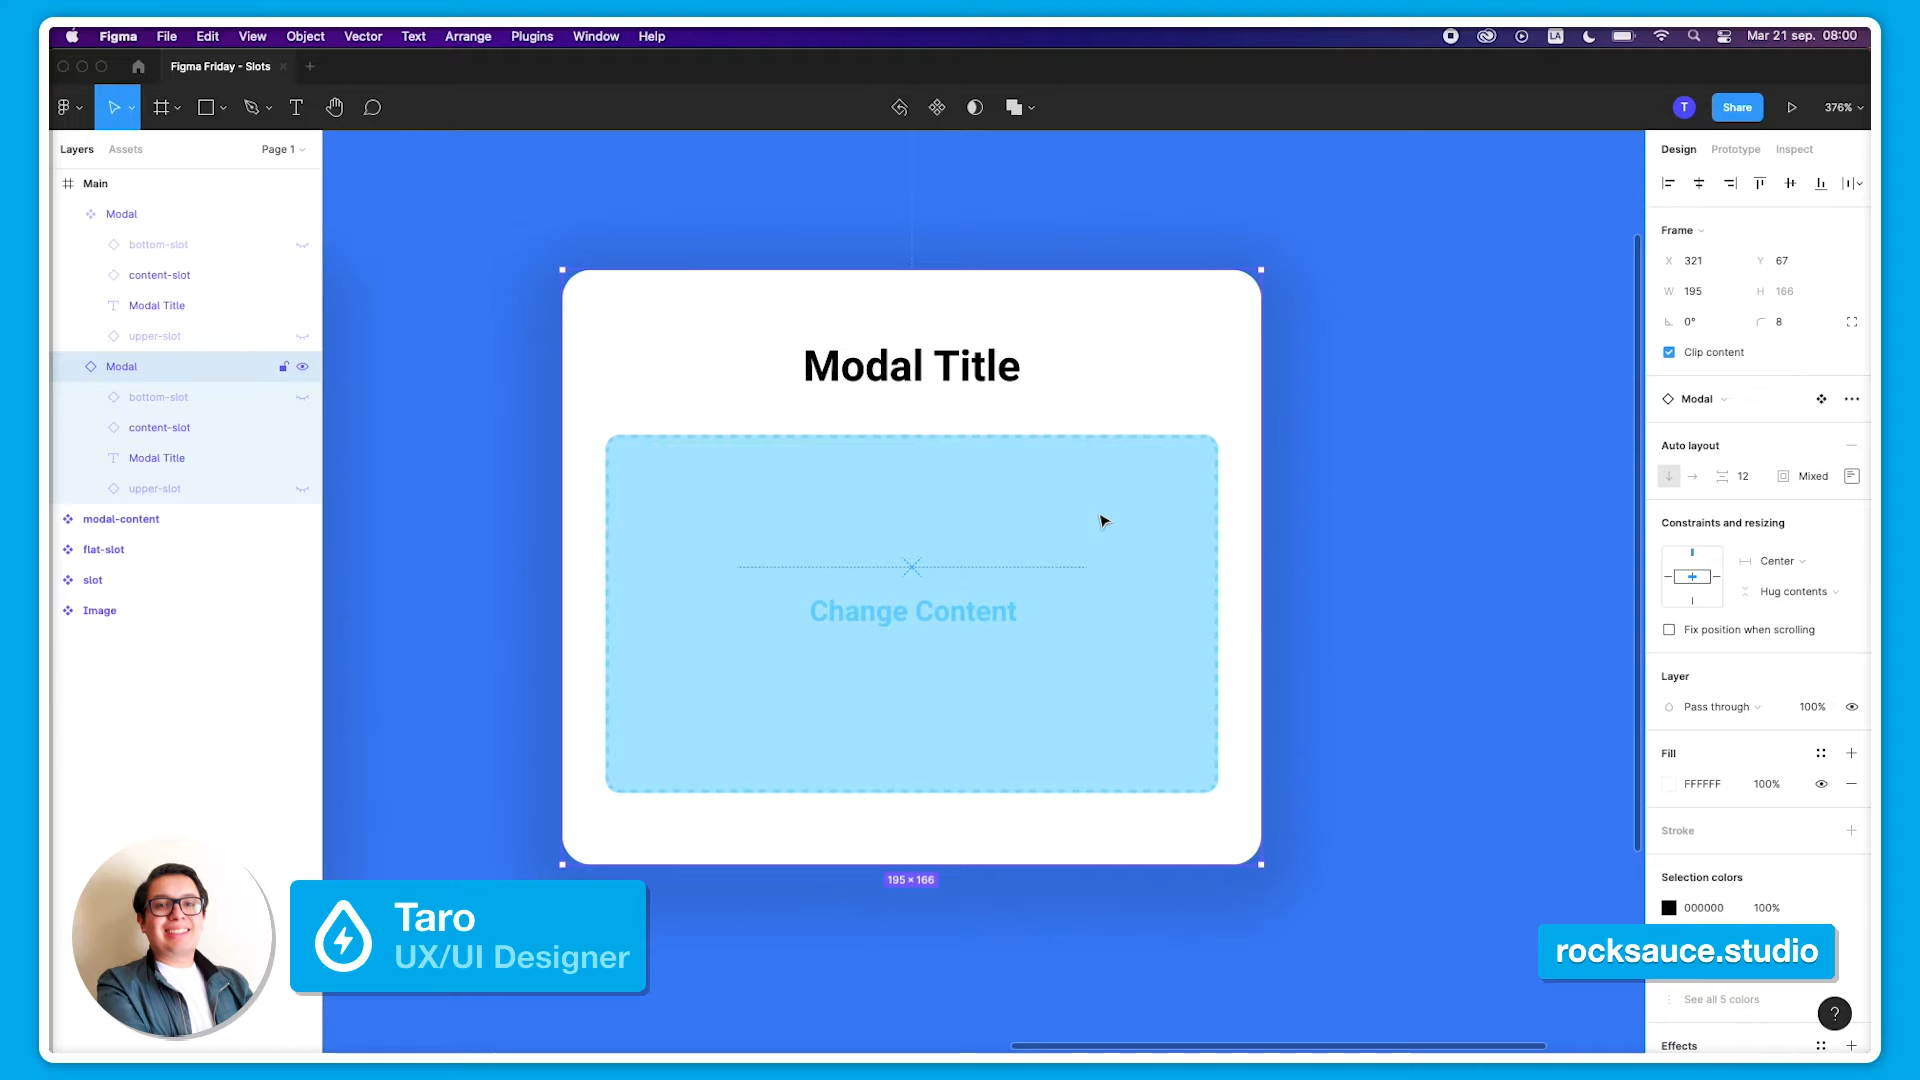 Figma File Edit View Object Vector Text Arrange Plugins Window Help
LA
Mar 21 sep. 08:00
Figma Friday - Slots
T
Share
376%
Layers Assets Page 1
Main
Modal
bottom-slot
content-slot
Modal Title
upper-slot
Modal
bottom-slot
content-slot
Modal Title
upper-slot
modal-content
flat-slot
slot
Image
Modal Title
Change Content
195 × 166
Design Prototype Inspect
Frame
X 321 Y 67
W 195 H 166
0° 8
Clip content
Modal
Auto layout
12 Mixed
Constraints and resizing
Center
Hug contents
Fix position when scrolling
Layer
Pass through 100%
Fill
FFFFFF 100%
Stroke
Selection colors
000000 100%
See all 5 colors
?
Effects
Taro
UX/UI Designer
rocksauce.studio